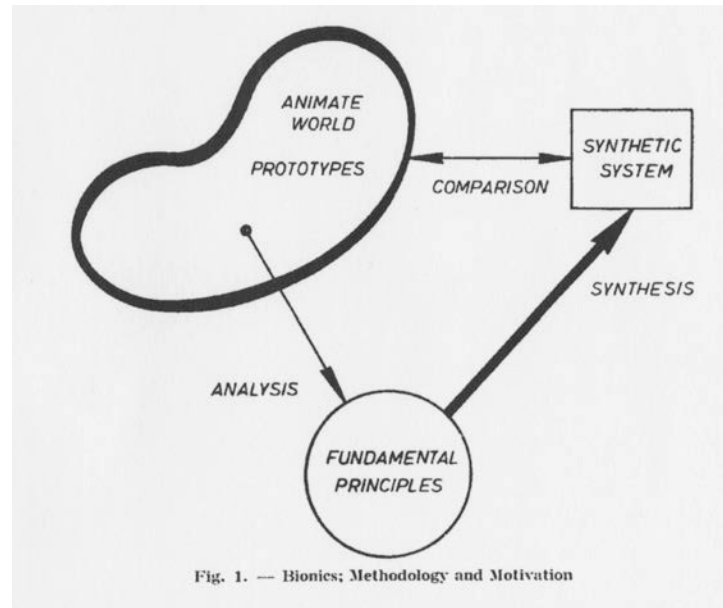 ANIMATE
WORLD
PROTOTYPES
SYNTHETIC
SYSTEM
COMPARISON
SYNTHESIS
ANALYSIS
FUNDAMENTAL
PRINCIPLES
Fig. 1. — Bionics; Methodology and Motivation